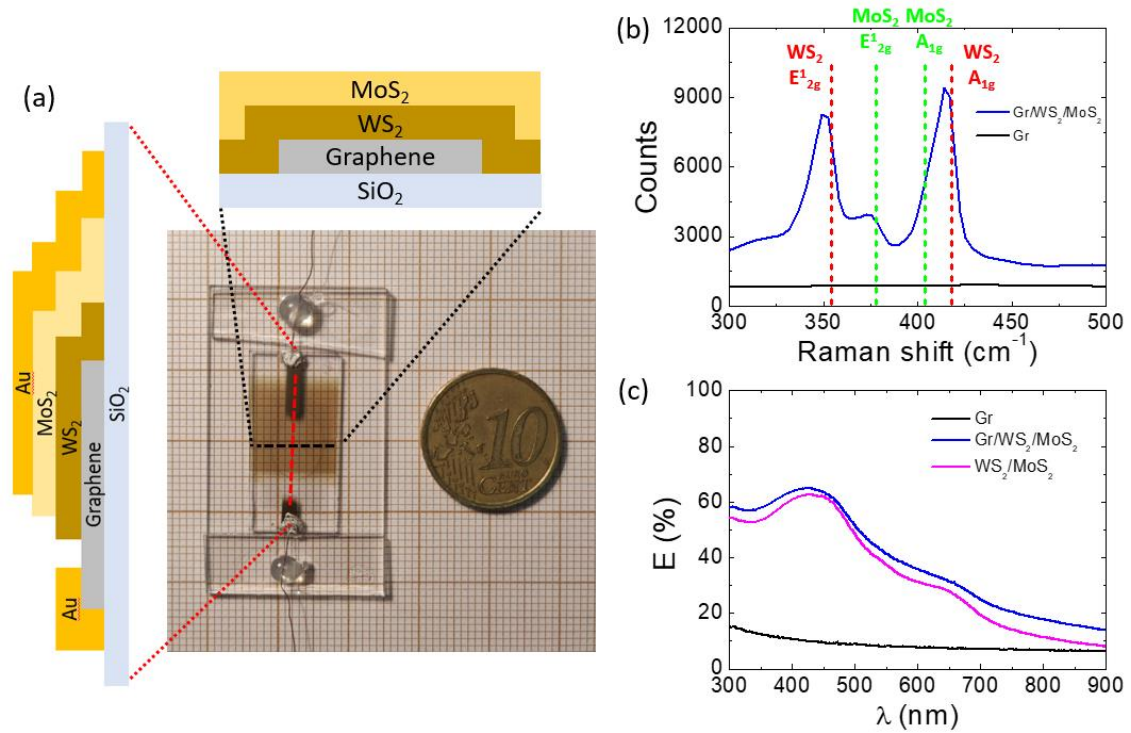 (a)
MoS₂
WS₂
Graphene
SiO₂
Au
MoS₂
WS₂
Graphene
SiO₂
Au
10
EURO
CENT
(b)
MoS₂ MoS₂
E¹₂g A₁g
WS₂ WS₂
E¹₂g A₁g
12000
9000
6000
3000
0
Counts
Gr/WS₂/MoS₂
Gr
300 350 400 450 500
Raman shift (cm⁻¹)
(c)
100
80
60
40
20
0
E (%)
Gr
Gr/WS₂/MoS₂
WS₂/MoS₂
300 400 500 600 700 800 900
λ (nm)